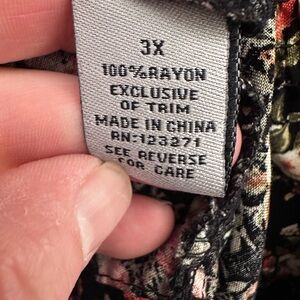 3X
100%RAYON
EXCLUSIVE
OF TRIM
MADE IN CHINA
RN:123271
SEE REVERSE
FOR CARE